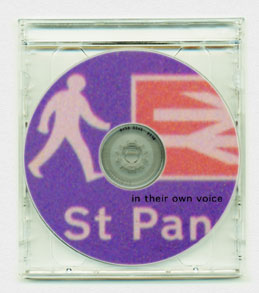 in their own voice
St Pan